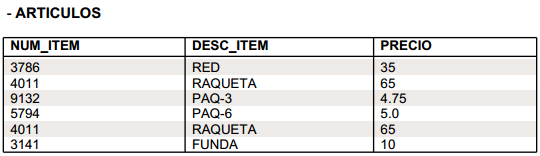 - ARTICULOS
NUM_ITEM DESC_ITEM PRECIO
3786 RED 35
4011 RAQUETA 65
9132 PAQ-3 4.75
5794 PAQ-6 5.0
4011 RAQUETA 65
3141 FUNDA 10